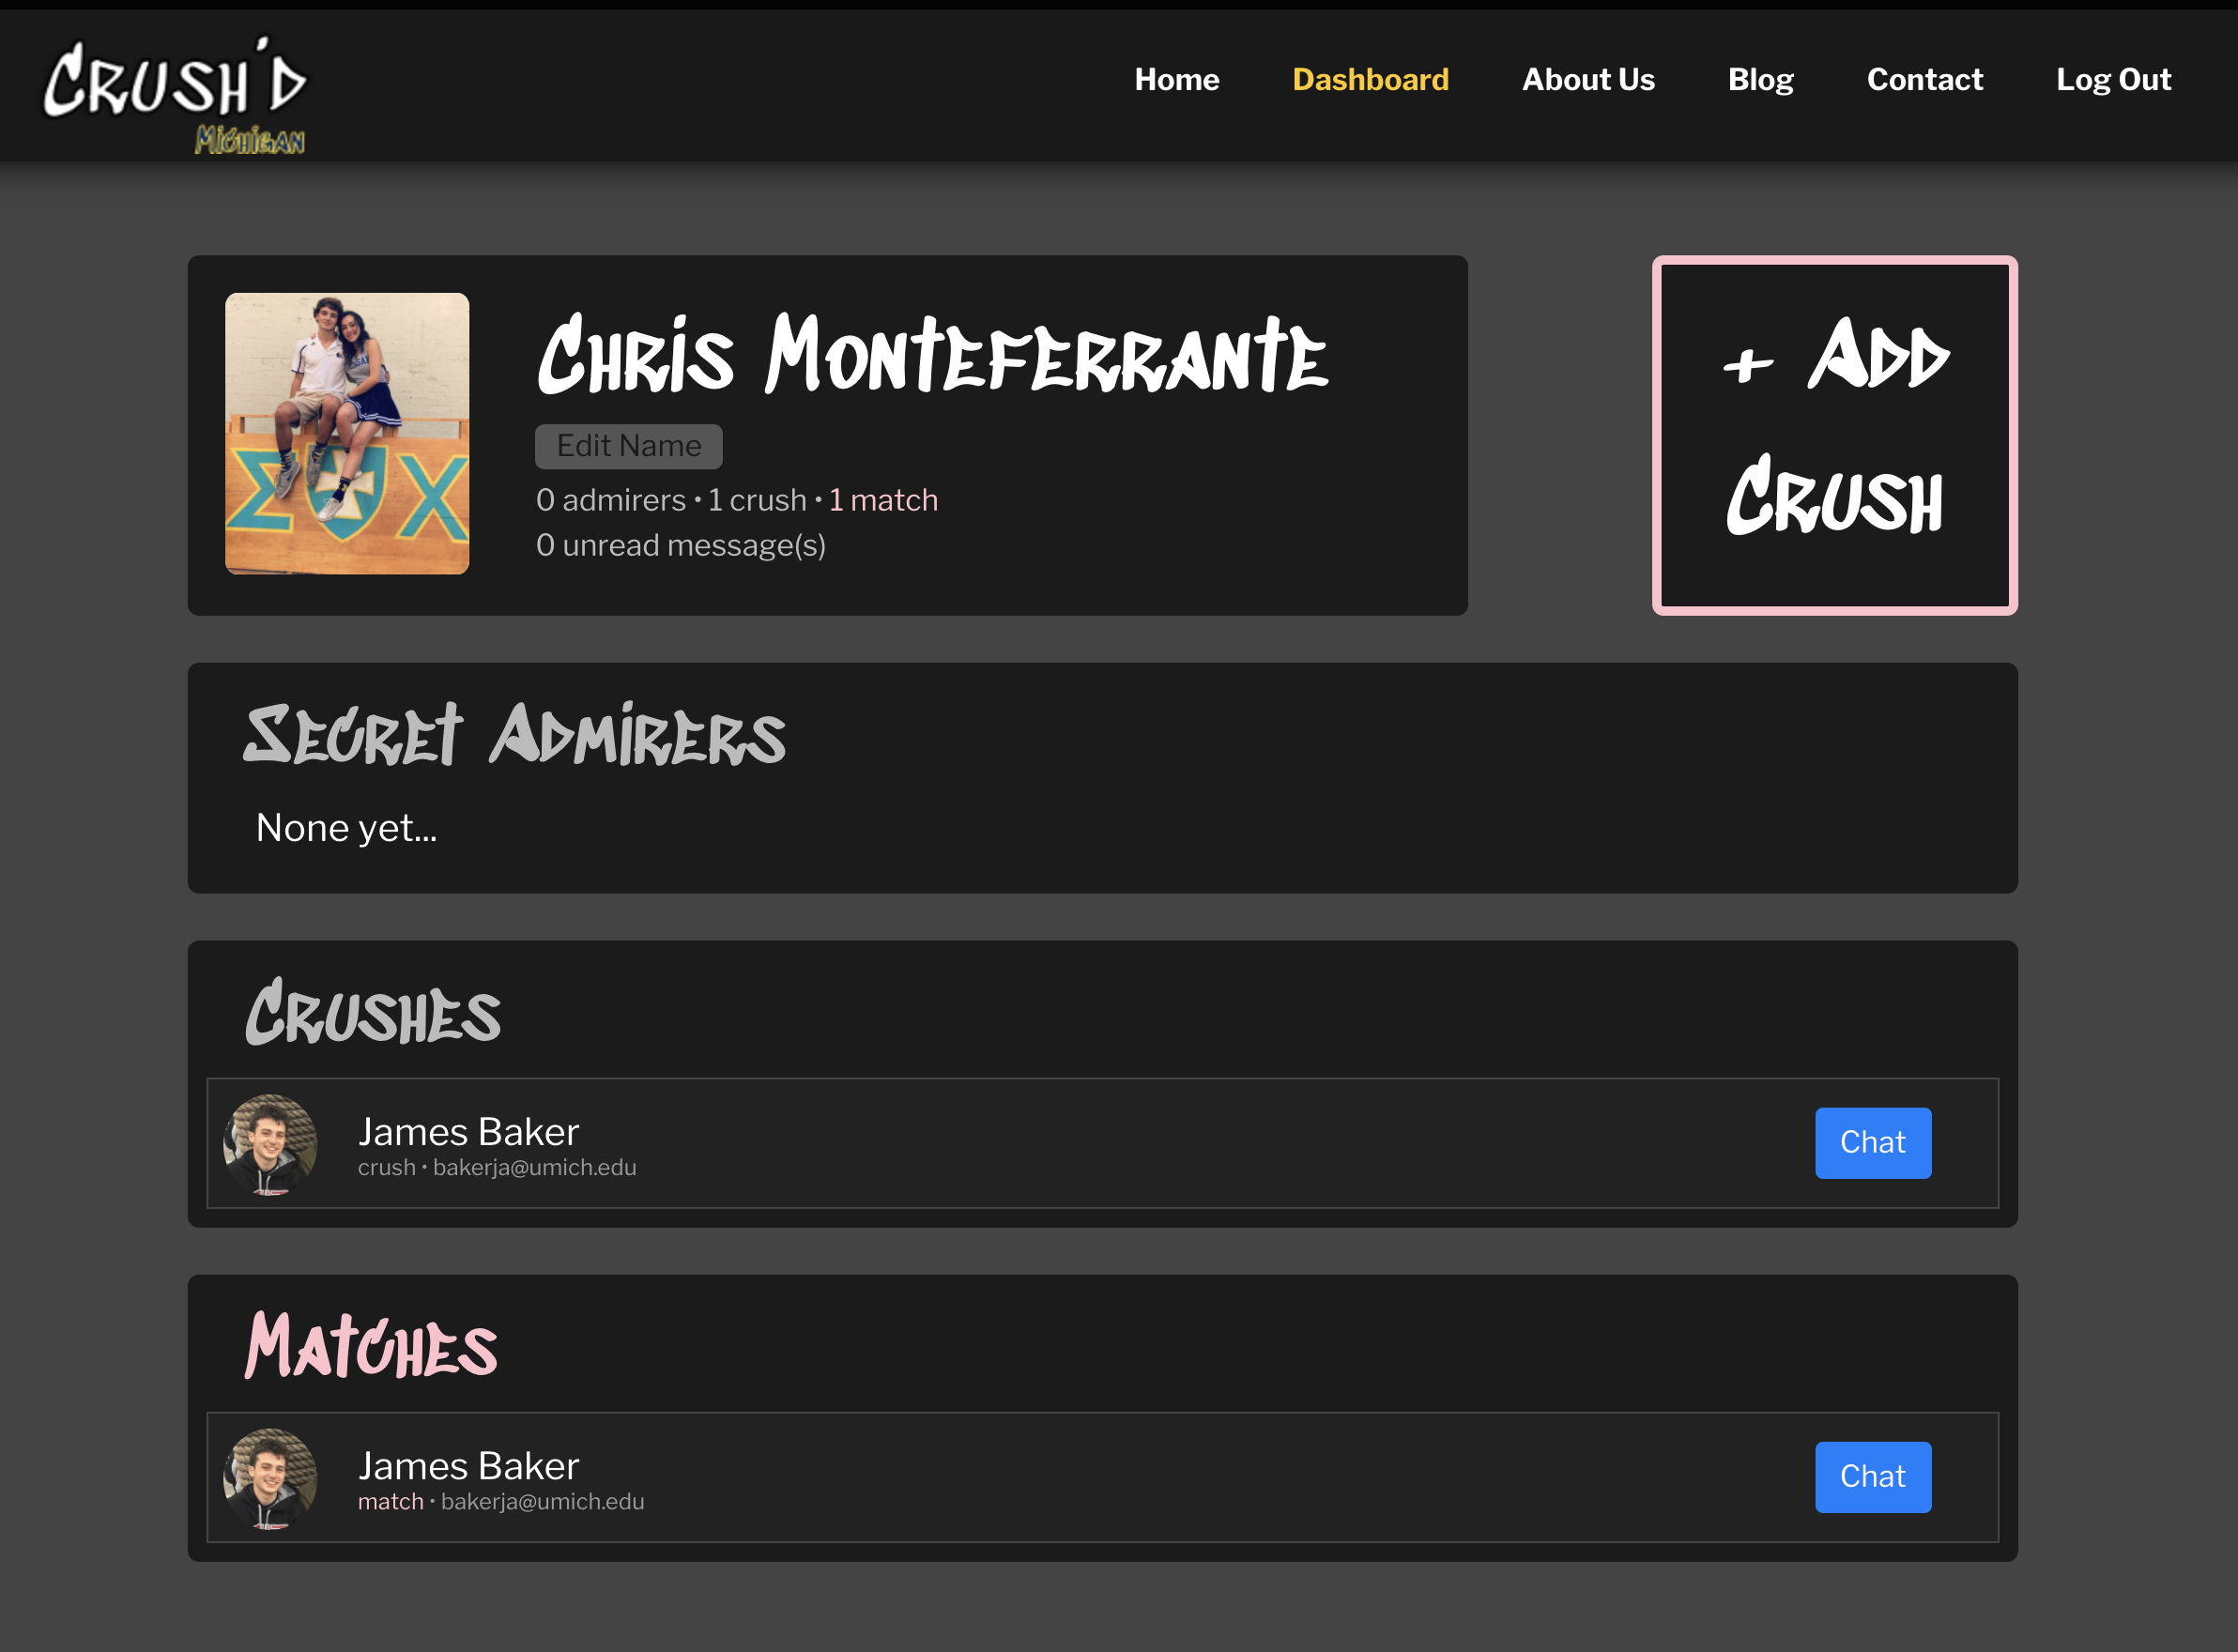 Crush'd
Michigan
Home Dashboard About Us Blog Contact Log Out
Chris Monteferrante
Edit Name
0 admirers • 1 crush • 1 match
0 unread message(s)
Σ X
+ Add
Crush
Secret Admirers
None yet...
Crushes
James Baker
crush • bakerja@umich.edu
Chat
Matches
James Baker
match • bakerja@umich.edu
Chat